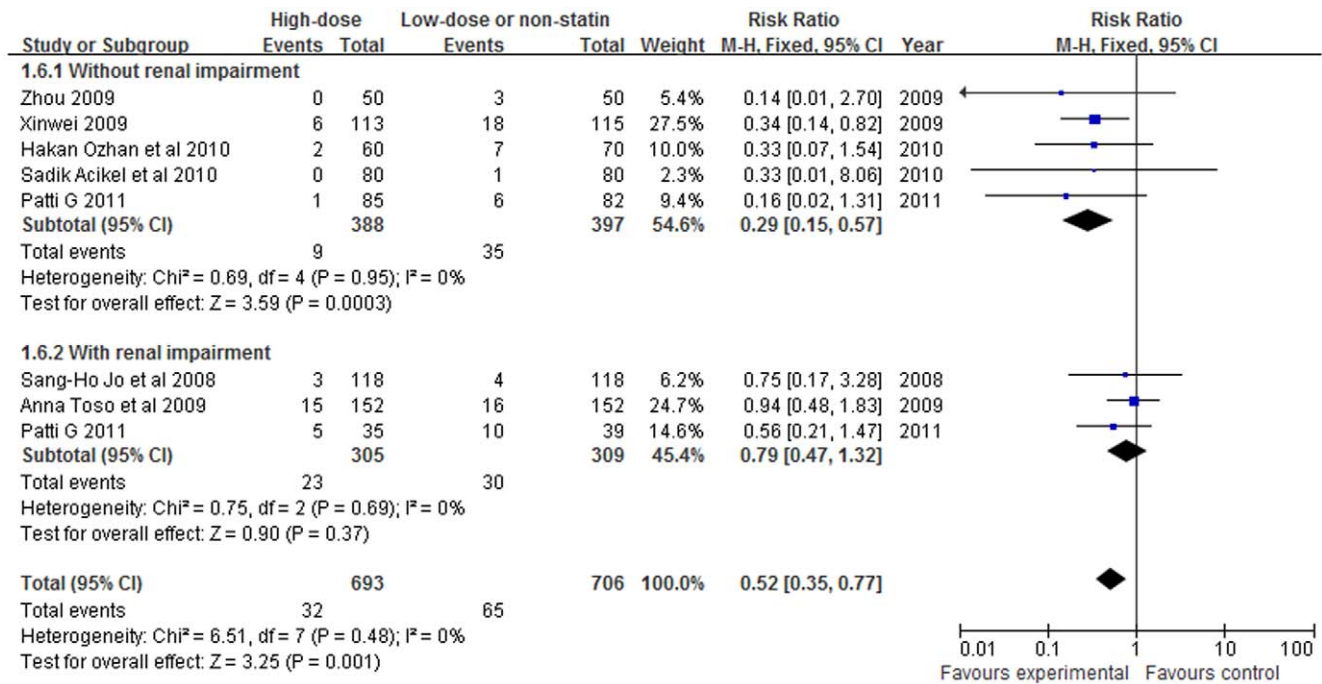 High-dose Low-dose or non-statin Risk Ratio Risk Ratio
Study or Subgroup Events Total Events Total Weight M-H, Fixed, 95% CI Year M-H, Fixed, 95% CI
1.6.1 Without renal impairment
Zhou 2009 0 50 3 50 5.4% 0.14 [0.01, 2.70] 2009
Xinwei 2009 6 113 18 115 27.5% 0.34 [0.14, 0.82] 2009
Hakan Ozhan et al 2010 2 60 7 70 10.0% 0.33 [0.07, 1.54] 2010
Sadik Acikel et al 2010 0 80 1 80 2.3% 0.33 [0.01, 8.06] 2010
Patti G 2011 1 85 6 82 9.4% 0.16 [0.02, 1.31] 2011
Subtotal (95% CI) 388 397 54.6% 0.29 [0.15, 0.57]
Total events 9 35
Heterogeneity: Chi² = 0.69, df = 4 (P = 0.95); I² = 0%
Test for overall effect: Z = 3.59 (P = 0.0003)
1.6.2 With renal impairment
Sang-Ho Jo et al 2008 3 118 4 118 6.2% 0.75 [0.17, 3.28] 2008
Anna Toso et al 2009 15 152 16 152 24.7% 0.94 [0.48, 1.83] 2009
Patti G 2011 5 35 10 39 14.6% 0.56 [0.21, 1.47] 2011
Subtotal (95% CI) 305 309 45.4% 0.79 [0.47, 1.32]
Total events 23 30
Heterogeneity: Chi² = 0.75, df = 2 (P = 0.69); I² = 0%
Test for overall effect: Z = 0.90 (P = 0.37)
Total (95% CI) 693 706 100.0% 0.52 [0.35, 0.77]
Total events 32 65
Heterogeneity: Chi² = 6.51, df = 7 (P = 0.48); I² = 0%
Test for overall effect: Z = 3.25 (P = 0.001)
0.01 0.1 1 10 100
Favours experimental Favours control